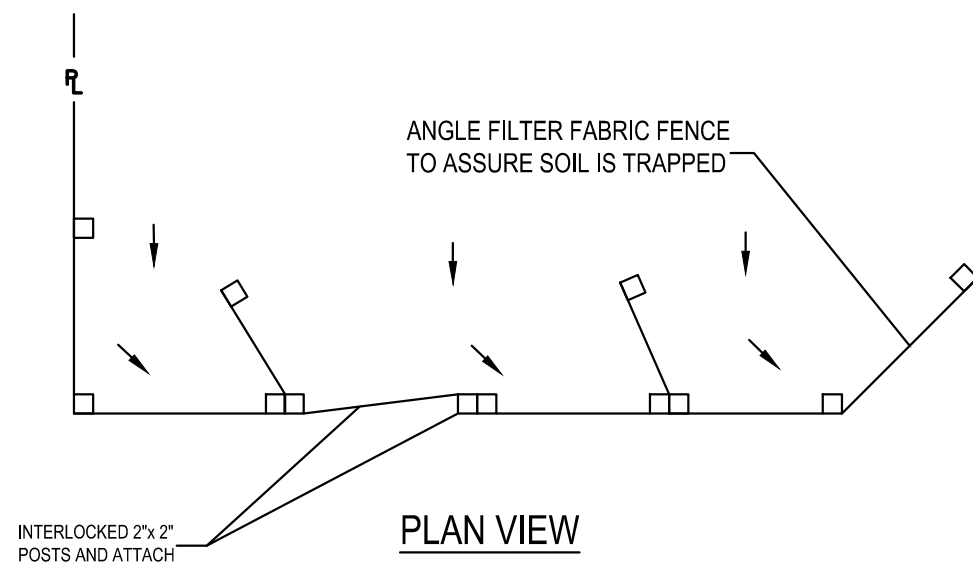 PL
ANGLE FILTER FABRIC FENCE
TO ASSURE SOIL IS TRAPPED
INTERLOCKED 2"x 2"
POSTS AND ATTACH
PLAN VIEW